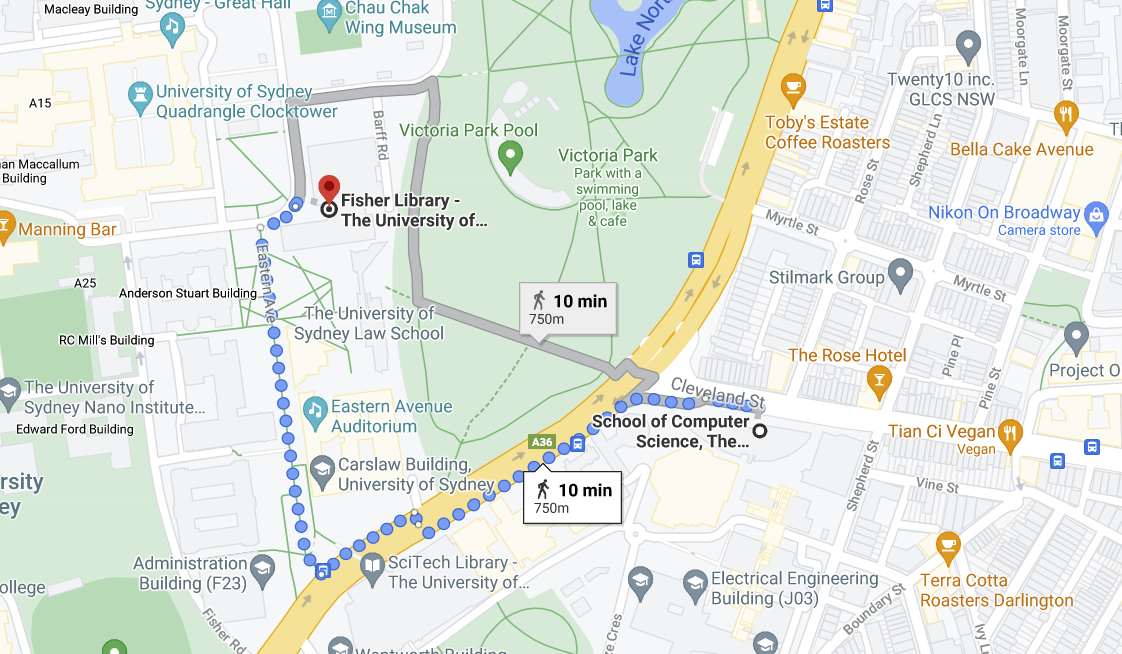 Macleay Building
Sydney - Great Hall
Chau Chak
Wing Museum
Lake Nort
Moorgate Ln
Moorgate St
Twenty10 inc.
GLCS NSW
A15
University of Sydney
Quadrangle Clocktower
Barff Rd
Victoria Park Pool
Victoria Park
Park with a
swimming
pool, lake
& cafe
Toby's Estate
Coffee Roasters
Shepherd Ln
Bella Cake Avenue
an Maccallum
Building
Rose St
Fisher Library -
The University of...
Manning Bar
Myrtle St
Nikon On Broadway
Camera store
Eastern Ave
A25
Anderson Stuart Building
Stilmark Group
Myrtle St
10 min
750m
The University of
Sydney Law School
RC Mill's Building
The Rose Hotel
Pine Pl
Pine St
Project O
The University of
Sydney Nano Institute...
Cleveland St
Eastern Avenue
Auditorium
Edward Ford Building
School of Computer
Science, The...
Tian Ci Vegan
Vegan
A36
Carslaw Building,
University of Sydney
rsity
ey
10 min
750m
Shepherd St
Vine St
Administration
Building (F23)
SciTech Library -
The University of...
Electrical Engineering
Building (J03)
Terra Cotta
Roasters Darlington
ollege
Fisher Rd
ze Cres
Boundary St
Ivy Ln
Wentworth Building